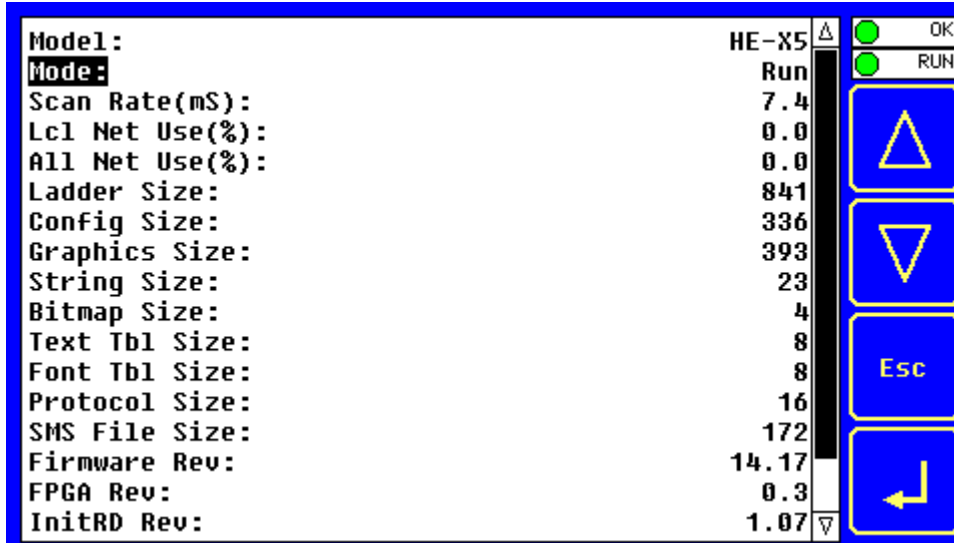 Model: HE-X5
Mode: Run
Scan Rate(mS): 7.4
Lcl Net Use(%): 0.0
All Net Use(%): 0.0
Ladder Size: 841
Config Size: 336
Graphics Size: 393
String Size: 23
Bitmap Size: 4
Text Tbl Size: 8
Font Tbl Size: 8
Protocol Size: 16
SMS File Size: 172
Firmware Rev: 14.17
FPGA Rev: 0.3
InitRD Rev: 1.07
OK
RUN
Esc